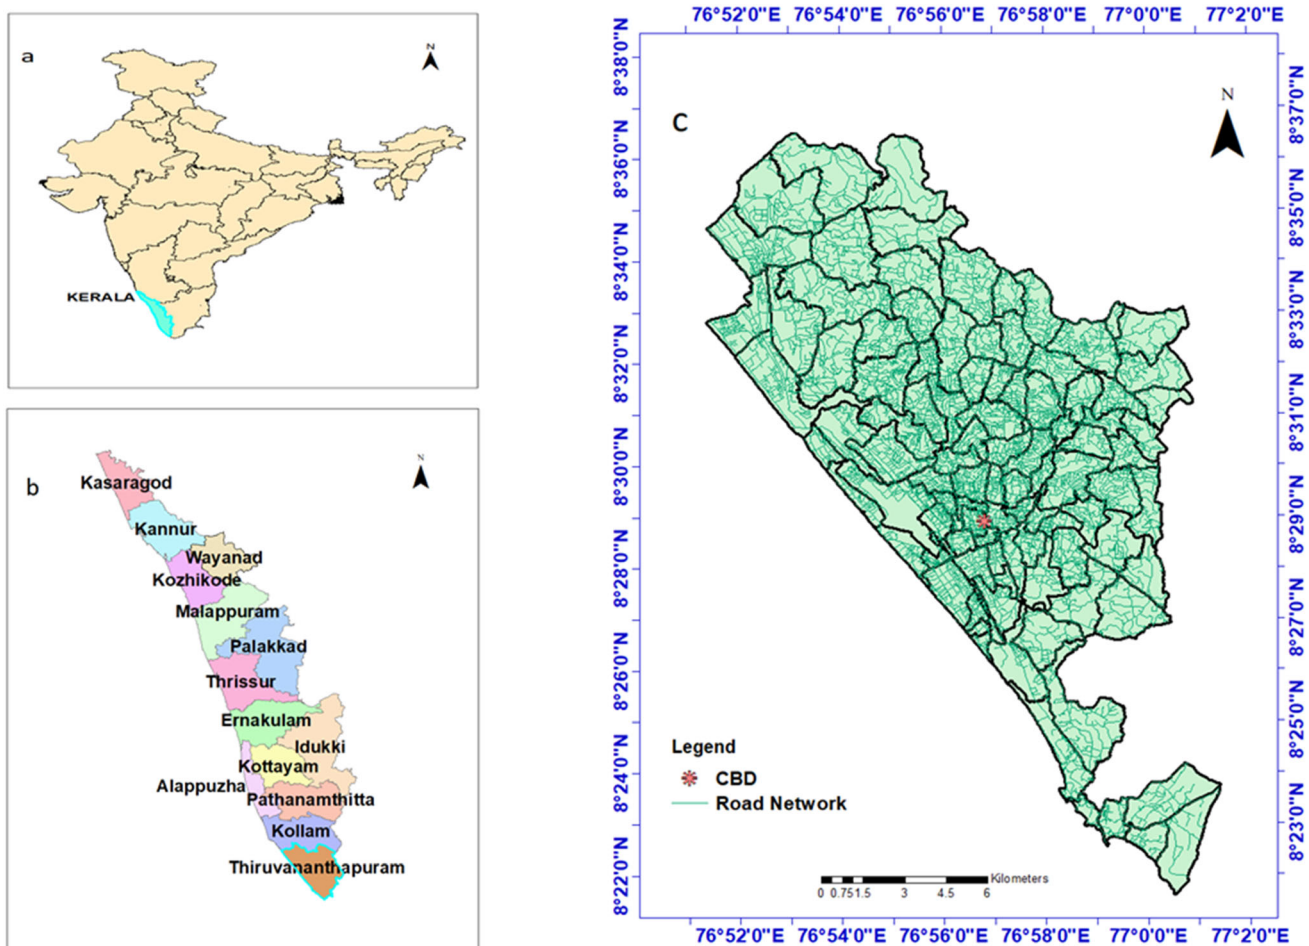 a
N
KERALA
b
N
Kasaragod
Kannur
Wayanad
Kozhikode
Malappuram
Palakkad
Thrissur
Ernakulam
Idukki
Kottayam
Alappuzha
Pathanamthitta
Kollam
Thiruvananthapuram
76°52'0"E 76°54'0"E 76°56'0"E 76°58'0"E 77°0'0"E 77°2'0"E
C
N
8°38'0"N
8°36'0"N
8°34'0"N
8°32'0"N
8°30'0"N
8°28'0"N
8°26'0"N
8°24'0"N
8°22'0"N
8°37'0"N
8°35'0"N
8°33'0"N
8°31'0"N
8°29'0"N
8°27'0"N
8°25'0"N
8°23'0"N
Legend
CBD
Road Network
Kilometers
0 0.75 1.5 3 4.5 6
76°52'0"E 76°54'0"E 76°56'0"E 76°58'0"E 77°0'0"E 77°2'0"E